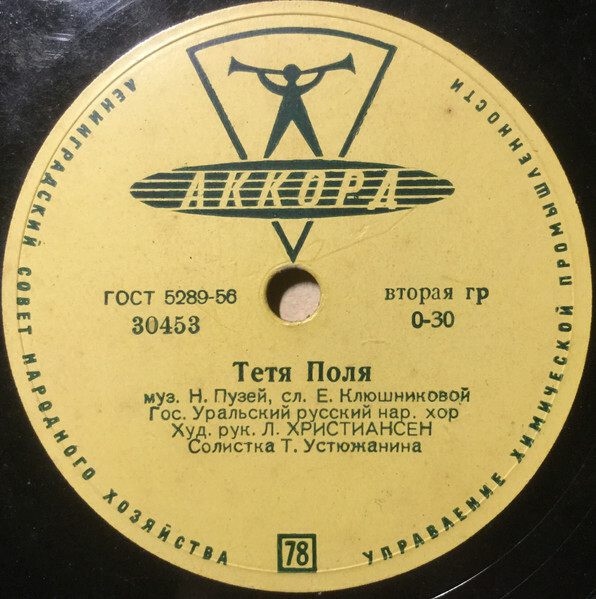 ЛЕНИНГРАДСКИЙ СОВЕТ НАРОДНОГО ХОЗЯЙСТВА
УПРАВЛЕНИЕ ХИМИЧЕСКОЙ ПРОМЫШЛЕННОСТИ
АККОРД
ГОСТ 5289-56
вторая гр
30453
0-30
Тетя Поля
муз. Н. Пузей, сл. Е. Клюшниковой
Гос. Уральский русский нар. хор
Худ. рук. Л. ХРИСТИАНСЕН
Солистка Т. Устюжанина
78